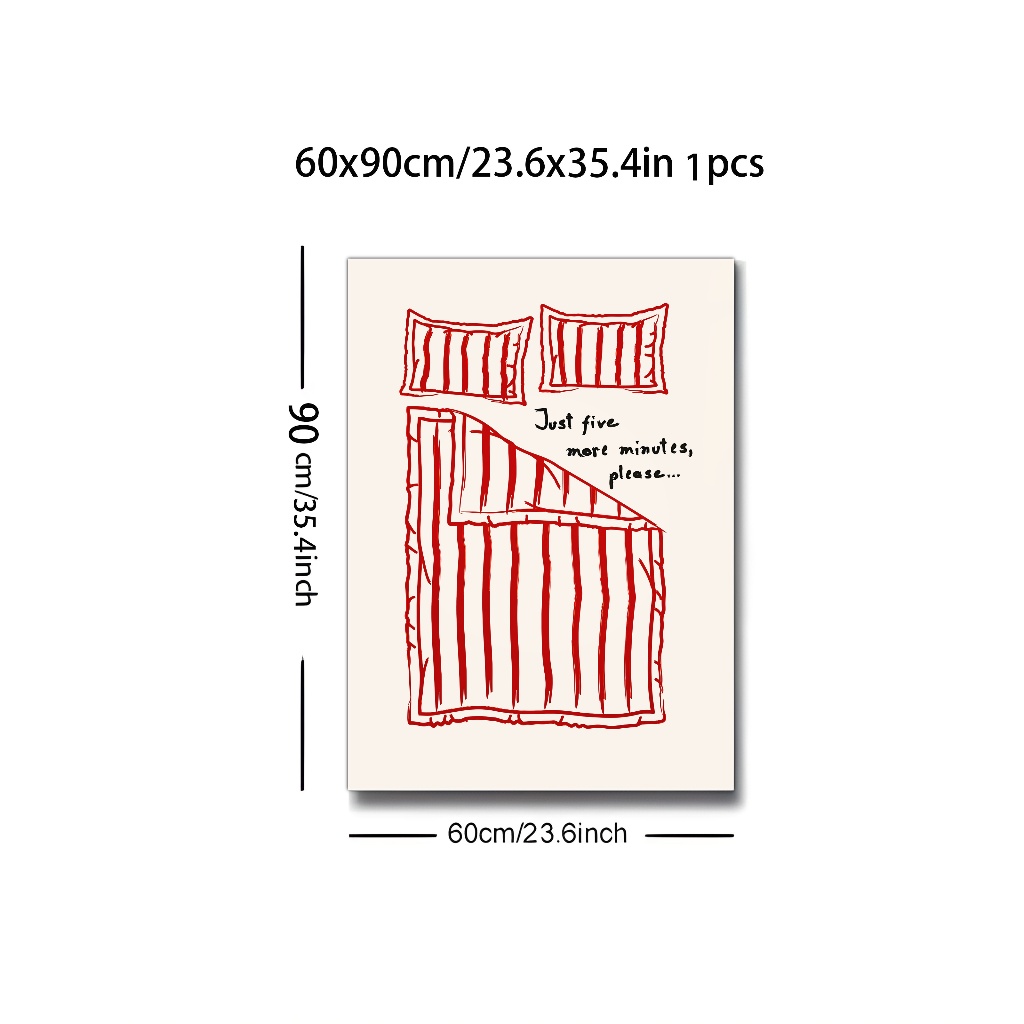 60x90cm/23.6x35.4in 1pcs
90 cm/35.4inch
Just five
more minutes,
please...
60cm/23.6inch